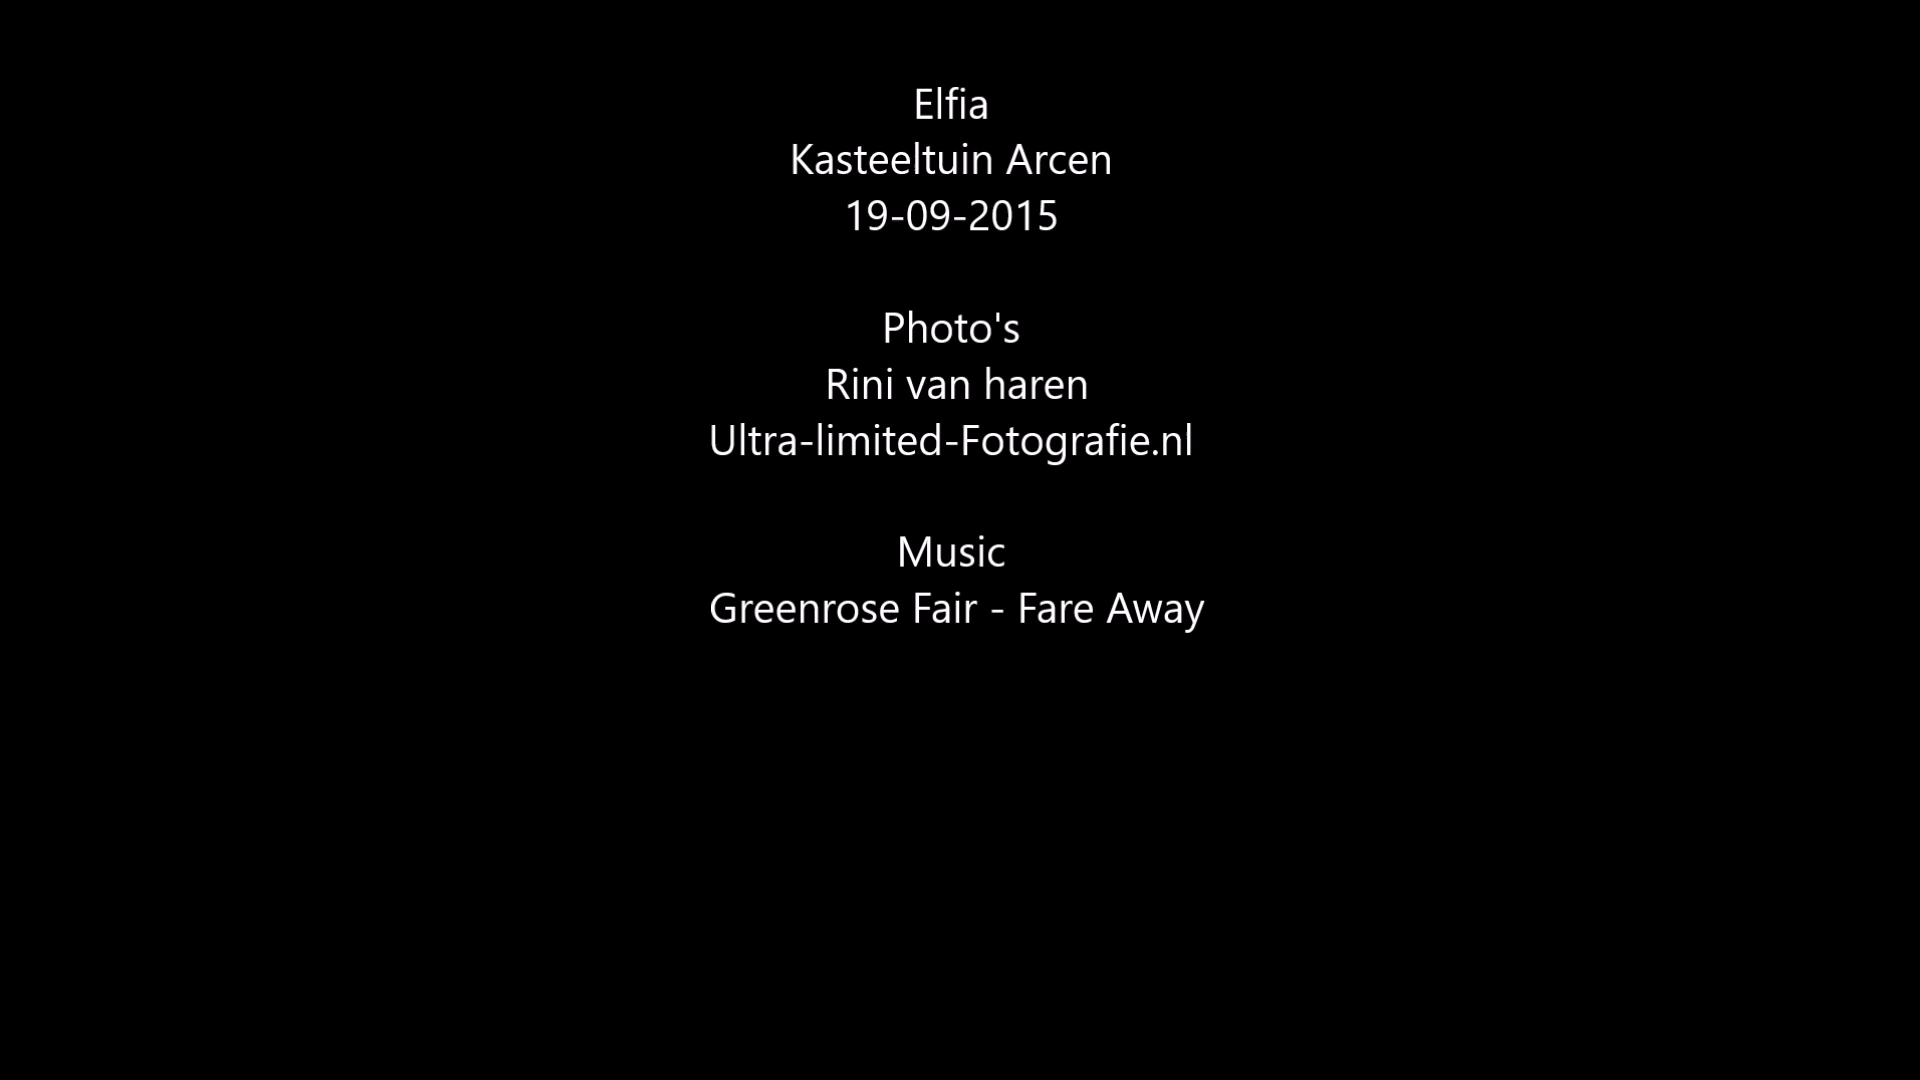 Elfia
Kasteeltuin Arcen
19-09-2015
Photo's
Rini van haren
Ultra-limited-Fotografie.nl
Music
Greenrose Fair - Fare Away